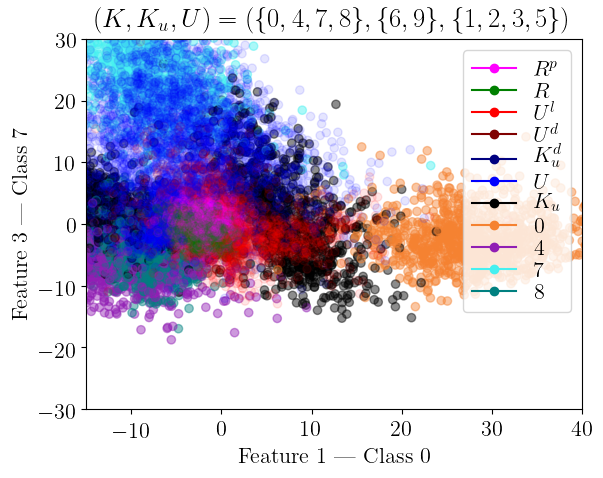 (K, K_u, U) = ({0, 4, 7, 8}, {6, 9}, {1, 2, 3, 5})
30
20
10
0
−10
−20
−30
Feature 3 — Class 7
R^p
R
U^l
U^d
K_u^d
U
K_u
0
4
7
8
−10
0
10
20
30
40
Feature 1 — Class 0